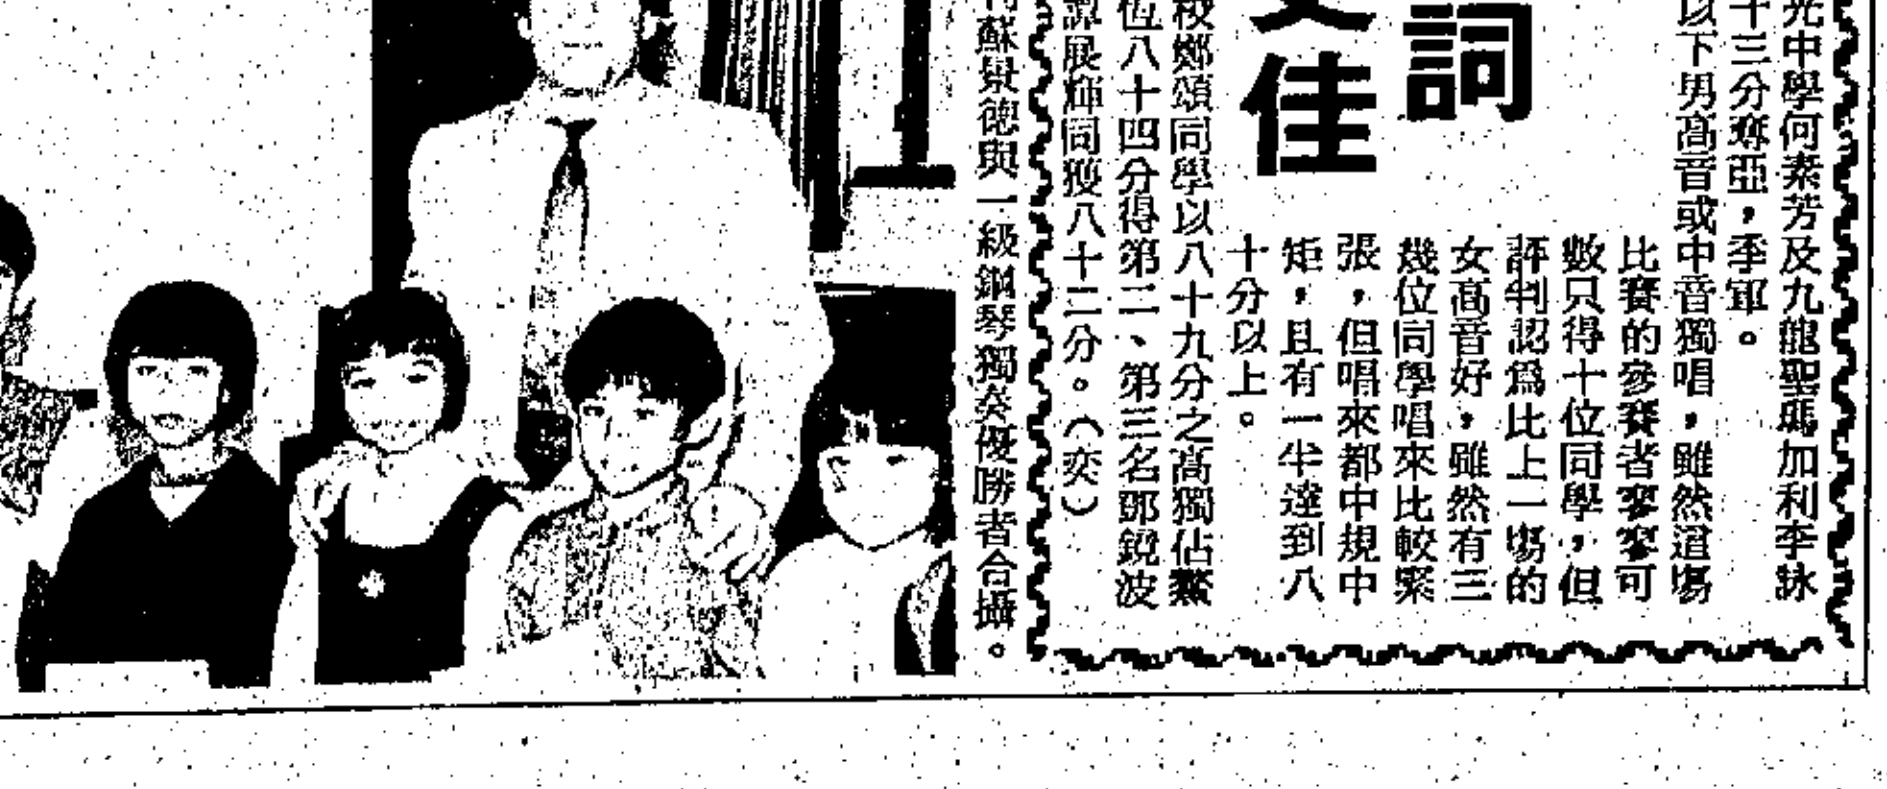 光中學何素芳及九龍聖瑪加利李詠
十三分奪亞，季軍。
以下男高音或中音獨唱，雖然這場
比賽的參賽者寥寥可
數只得十位同學，但
評判認爲比上一場的
女高音好，雖然有三
幾位同學唱來比較緊
張，但唱來都中規中
矩，且有一半達到八
十分以上。
詞
佳
校鄭頌同學以八十九分之高獨佔鰲
八十四分得第二、第三名鄧銳波
譚展輝同獲八十二分。（奕）
蘇景德與一級鋼琴獨奏優勝者合攝。